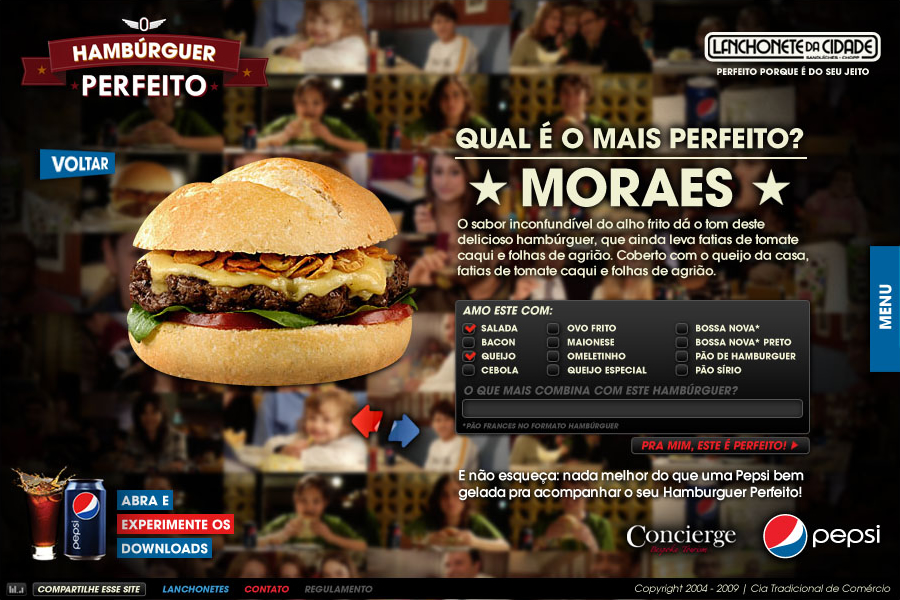 O
HAMBÚRGUER
PERFEITO
LANCHONETE DA CIDADE
SANDUÍCHES - CHOPP
PERFEITO PORQUE É DO SEU JEITO
VOLTAR
QUAL É O MAIS PERFEITO?
MORAES
O sabor inconfundível do alho frito dá o tom deste
delicioso hambúrguer, que ainda leva fatias de tomate
caqui e folhas de agrião. Coberto com o queijo da casa,
fatias de tomate caqui e folhas de agrião.
MENU
AMO ESTE COM:
SALADA OVO FRITO BOSSA NOVA*
BACON MAIONESE BOSSA NOVA* PRETO
QUEIJO OMELETINHO PÃO DE HAMBURGUER
CEBOLA QUEIJO ESPECIAL PÃO SÍRIO
O QUE MAIS COMBINA COM ESTE HAMBÚRGUER?
*PÃO FRANCES NO FORMATO HAMBÚRGUER
PRA MIM, ESTE É PERFEITO!
E não esqueça: nada melhor do que uma Pepsi bem
gelada pra acompanhar o seu Hamburguer Perfeito!
pepsi
ABRA E
EXPERIMENTE OS
DOWNLOADS
Concierge
pepsi
COMPARTILHE ESSE SITE LANCHONETES CONTATO REGULAMENTO
Copyright 2004 - 2009 | Cia Tradicional de Comércio